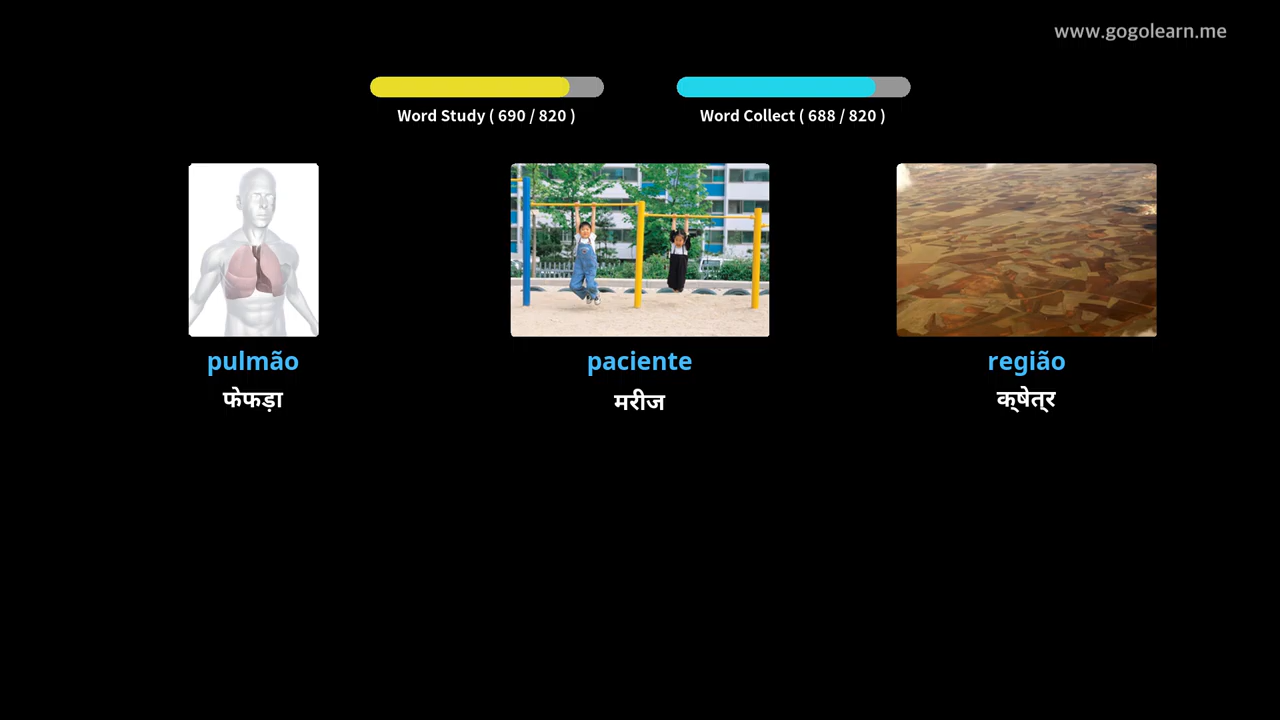 www.gogolearn.me
Word Study ( 690 / 820 )
Word Collect ( 688 / 820 )
pulmão
फेफड़ा
paciente
मरीज
região
क्षेत्र